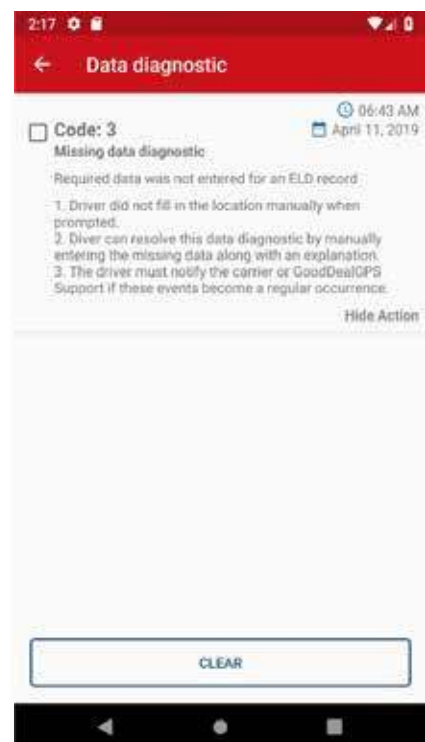 2:17
Data diagnostic
06:43 AM
Code: 3
April 11, 2019
Missing data diagnostic
Required data was not entered for an ELD record
1. Driver did not fill in the location manually when
prompted.
2. Diver can resolve this data diagnostic by manually
entering the missing data along with an explanation.
3. The driver must notify the carrier or GoodDealGPS
Support if these events become a regular occurrence.
Hide Action
CLEAR